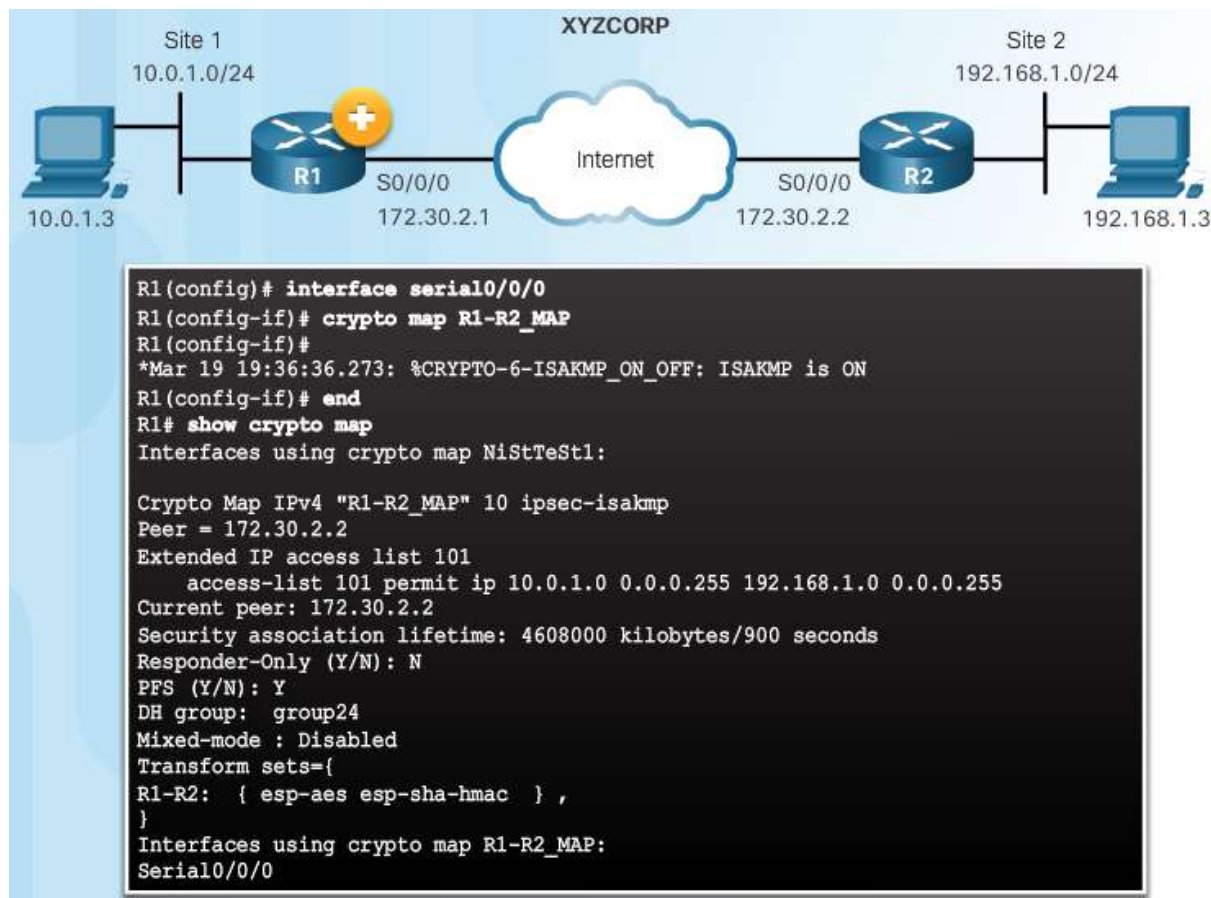 XYZCORP
Site 1
10.0.1.0/24
Site 2
192.168.1.0/24
R1
S0/0/0
172.30.2.1
Internet
S0/0/0
172.30.2.2
R2
10.0.1.3
192.168.1.3
R1(config)# interface serial0/0/0
R1(config-if)# crypto map R1-R2_MAP
R1(config-if)#
*Mar 19 19:36:36.273: %CRYPTO-6-ISAKMP_ON_OFF: ISAKMP is ON
R1(config-if)# end
R1# show crypto map
Interfaces using crypto map NiStTeSt1:
Crypto Map IPv4 "R1-R2_MAP" 10 ipsec-isakmp
Peer = 172.30.2.2
Extended IP access list 101
    access-list 101 permit ip 10.0.1.0 0.0.0.255 192.168.1.0 0.0.0.255
Current peer: 172.30.2.2
Security association lifetime: 4608000 kilobytes/900 seconds
Responder-Only (Y/N): N
PFS (Y/N): Y
DH group:  group24
Mixed-mode : Disabled
Transform sets={
R1-R2:  { esp-aes esp-sha-hmac  } ,
}
Interfaces using crypto map R1-R2_MAP:
Serial0/0/0